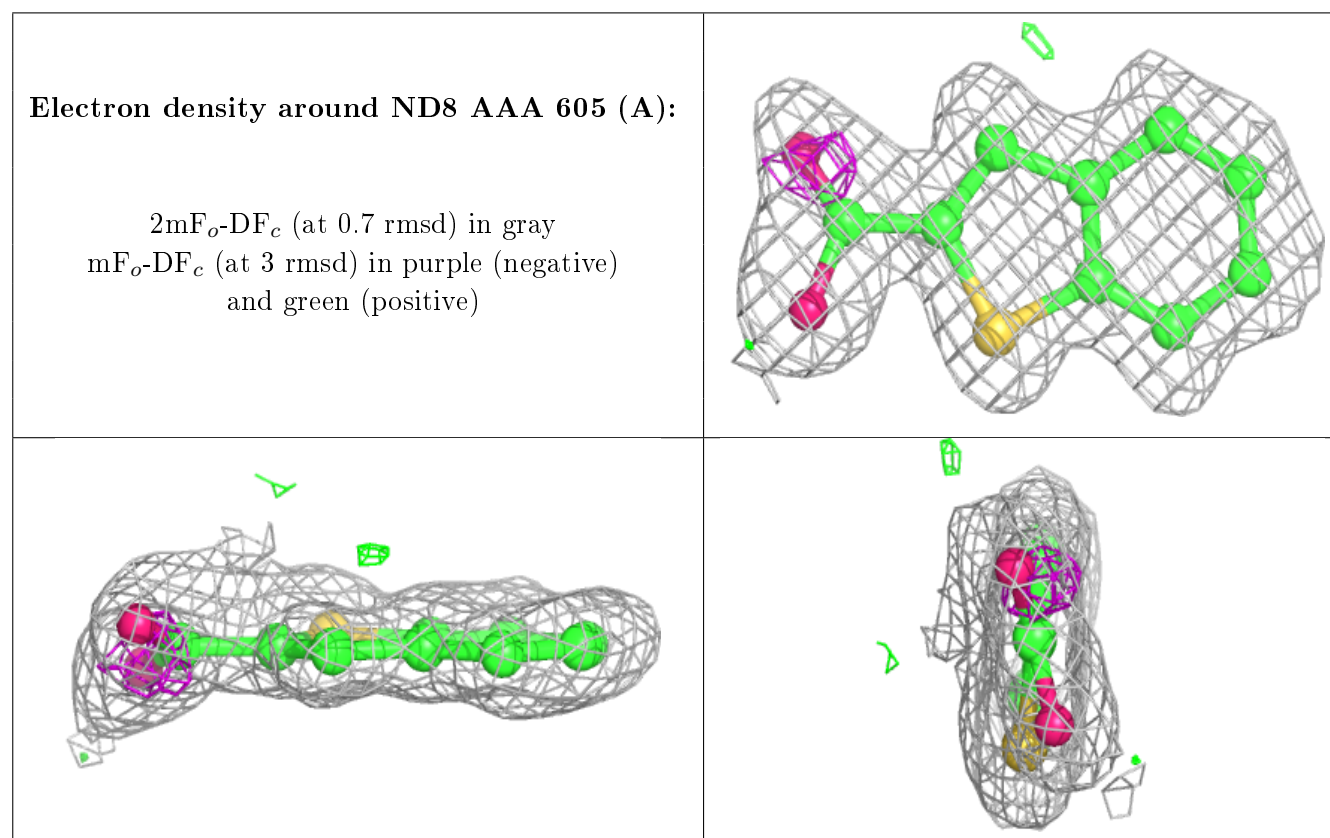 Electron density around ND8 AAA 605 (A):
2mFₒ-DF𝒸 (at 0.7 rmsd) in gray
mFₒ-DF𝒸 (at 3 rmsd) in purple (negative)
and green (positive)